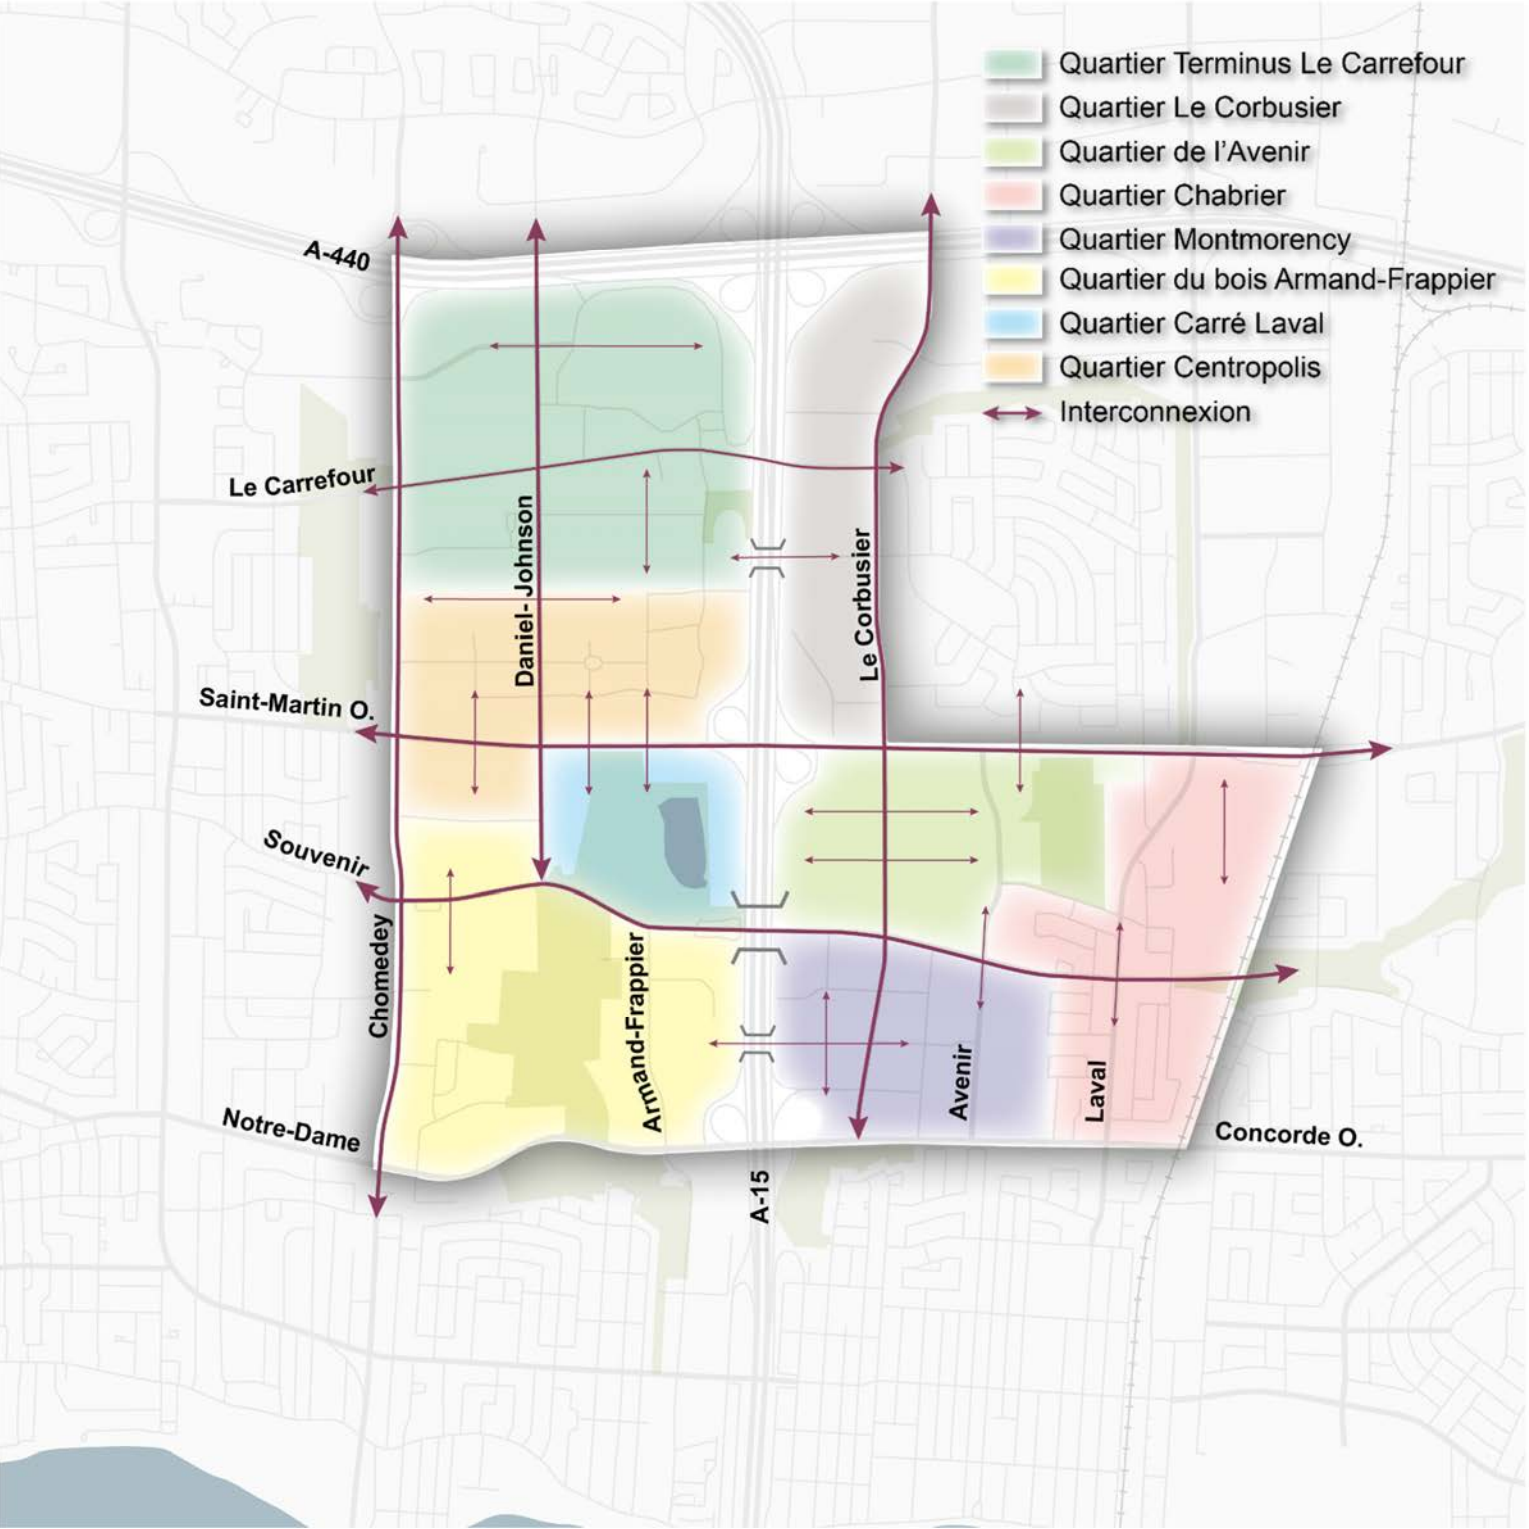 Quartier Terminus Le Carrefour
Quartier Le Corbusier
Quartier de l'Avenir
Quartier Chabrier
Quartier Montmorency
Quartier du bois Armand-Frappier
Quartier Carré Laval
Quartier Centropolis
Interconnexion
A-440
Le Carrefour
Daniel- Johnson
Le Corbusier
Saint-Martin O.
Souvenir
Chomedey
Armand-Frappier
Avenir
Laval
Notre-Dame
Concorde O.
A-15